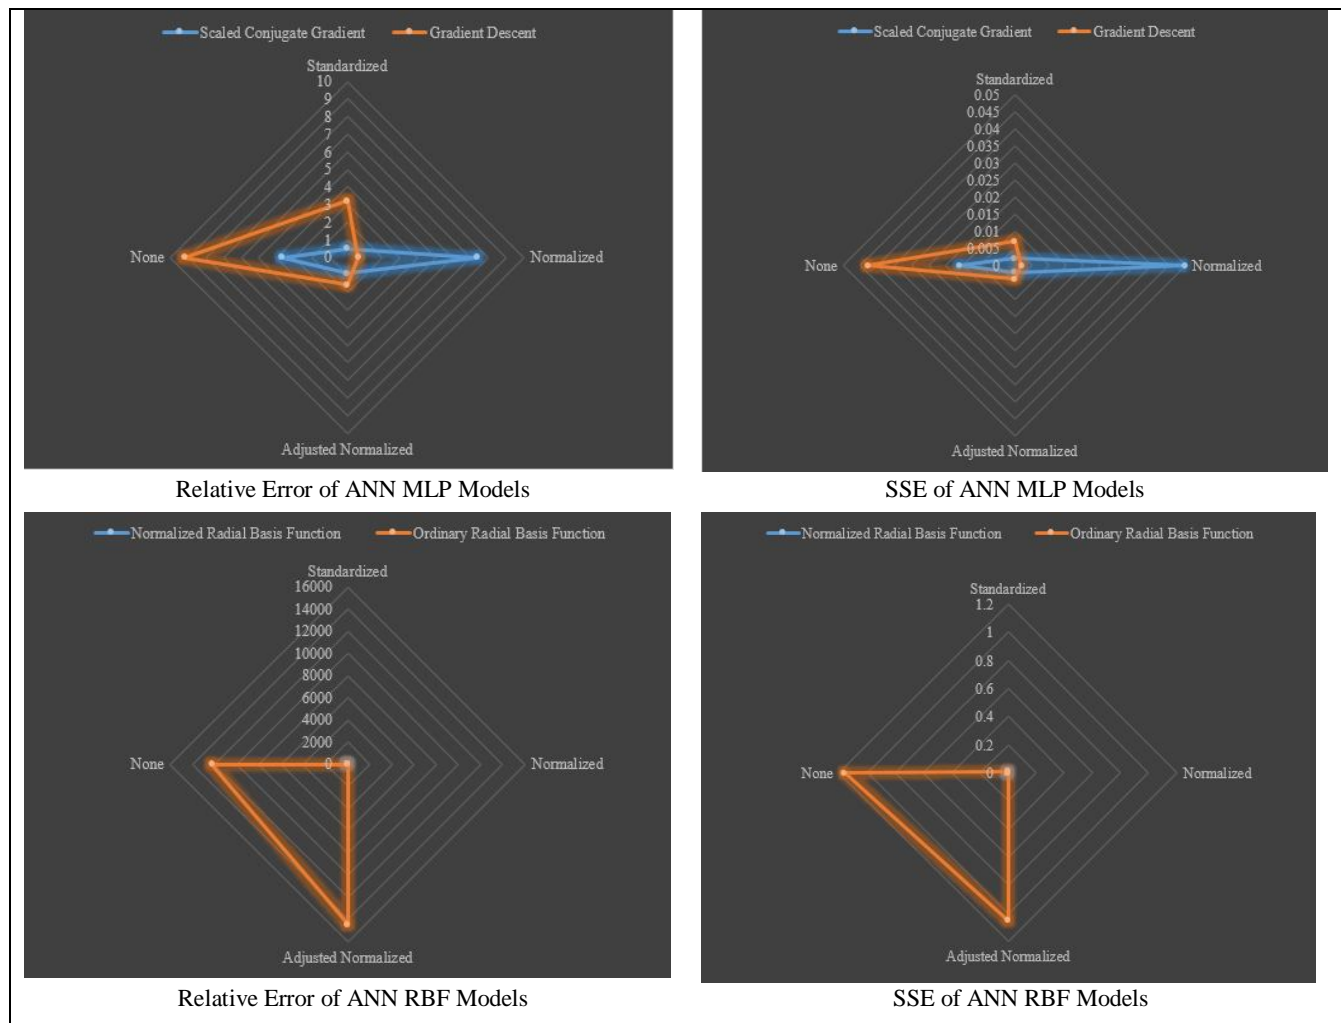 Scaled Conjugate Gradient Gradient Descent
Standardized
10
9
8
7
6
5
4
3
2
1
0
None
Normalized
Adjusted Normalized
Relative Error of ANN MLP Models
Scaled Conjugate Gradient Gradient Descent
Standardized
0.05
0.045
0.04
0.035
0.03
0.025
0.02
0.015
0.01
0.005
0
None
Normalized
Adjusted Normalized
SSE of ANN MLP Models
Normalized Radial Basis Function Ordinary Radial Basis Function
Standardized
16000
14000
12000
10000
8000
6000
4000
2000
0
None
Normalized
Adjusted Normalized
Relative Error of ANN RBF Models
Normalized Radial Basis Function Ordinary Radial Basis Function
Standardized
1.2
1
0.8
0.6
0.4
0.2
0
None
Normalized
Adjusted Normalized
SSE of ANN RBF Models